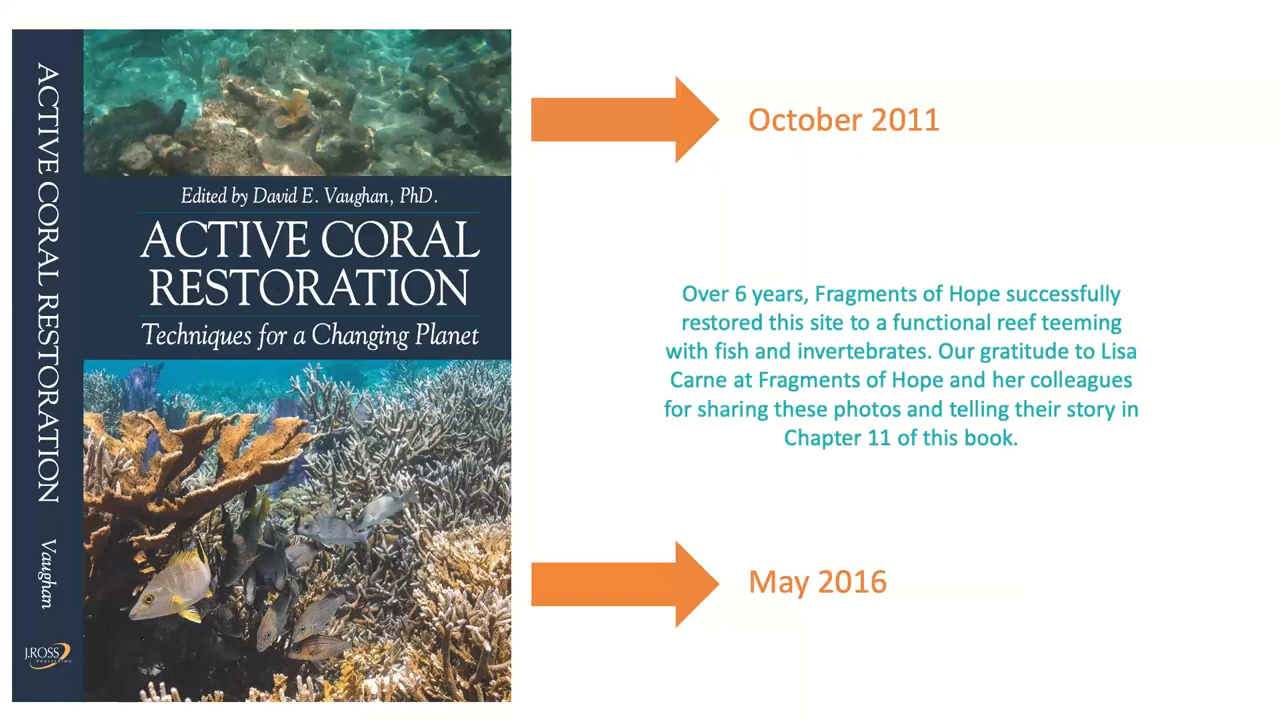 ACTIVE CORAL RESTORATION
Vaughan
J.ROSS
PUBLISHING
Edited by David E. Vaughan, PhD.
ACTIVE CORAL
RESTORATION
Techniques for a Changing Planet
October 2011
Over 6 years, Fragments of Hope successfully
restored this site to a functional reef teeming
with fish and invertebrates. Our gratitude to Lisa
Carne at Fragments of Hope and her colleagues
for sharing these photos and telling their story in
Chapter 11 of this book.
May 2016